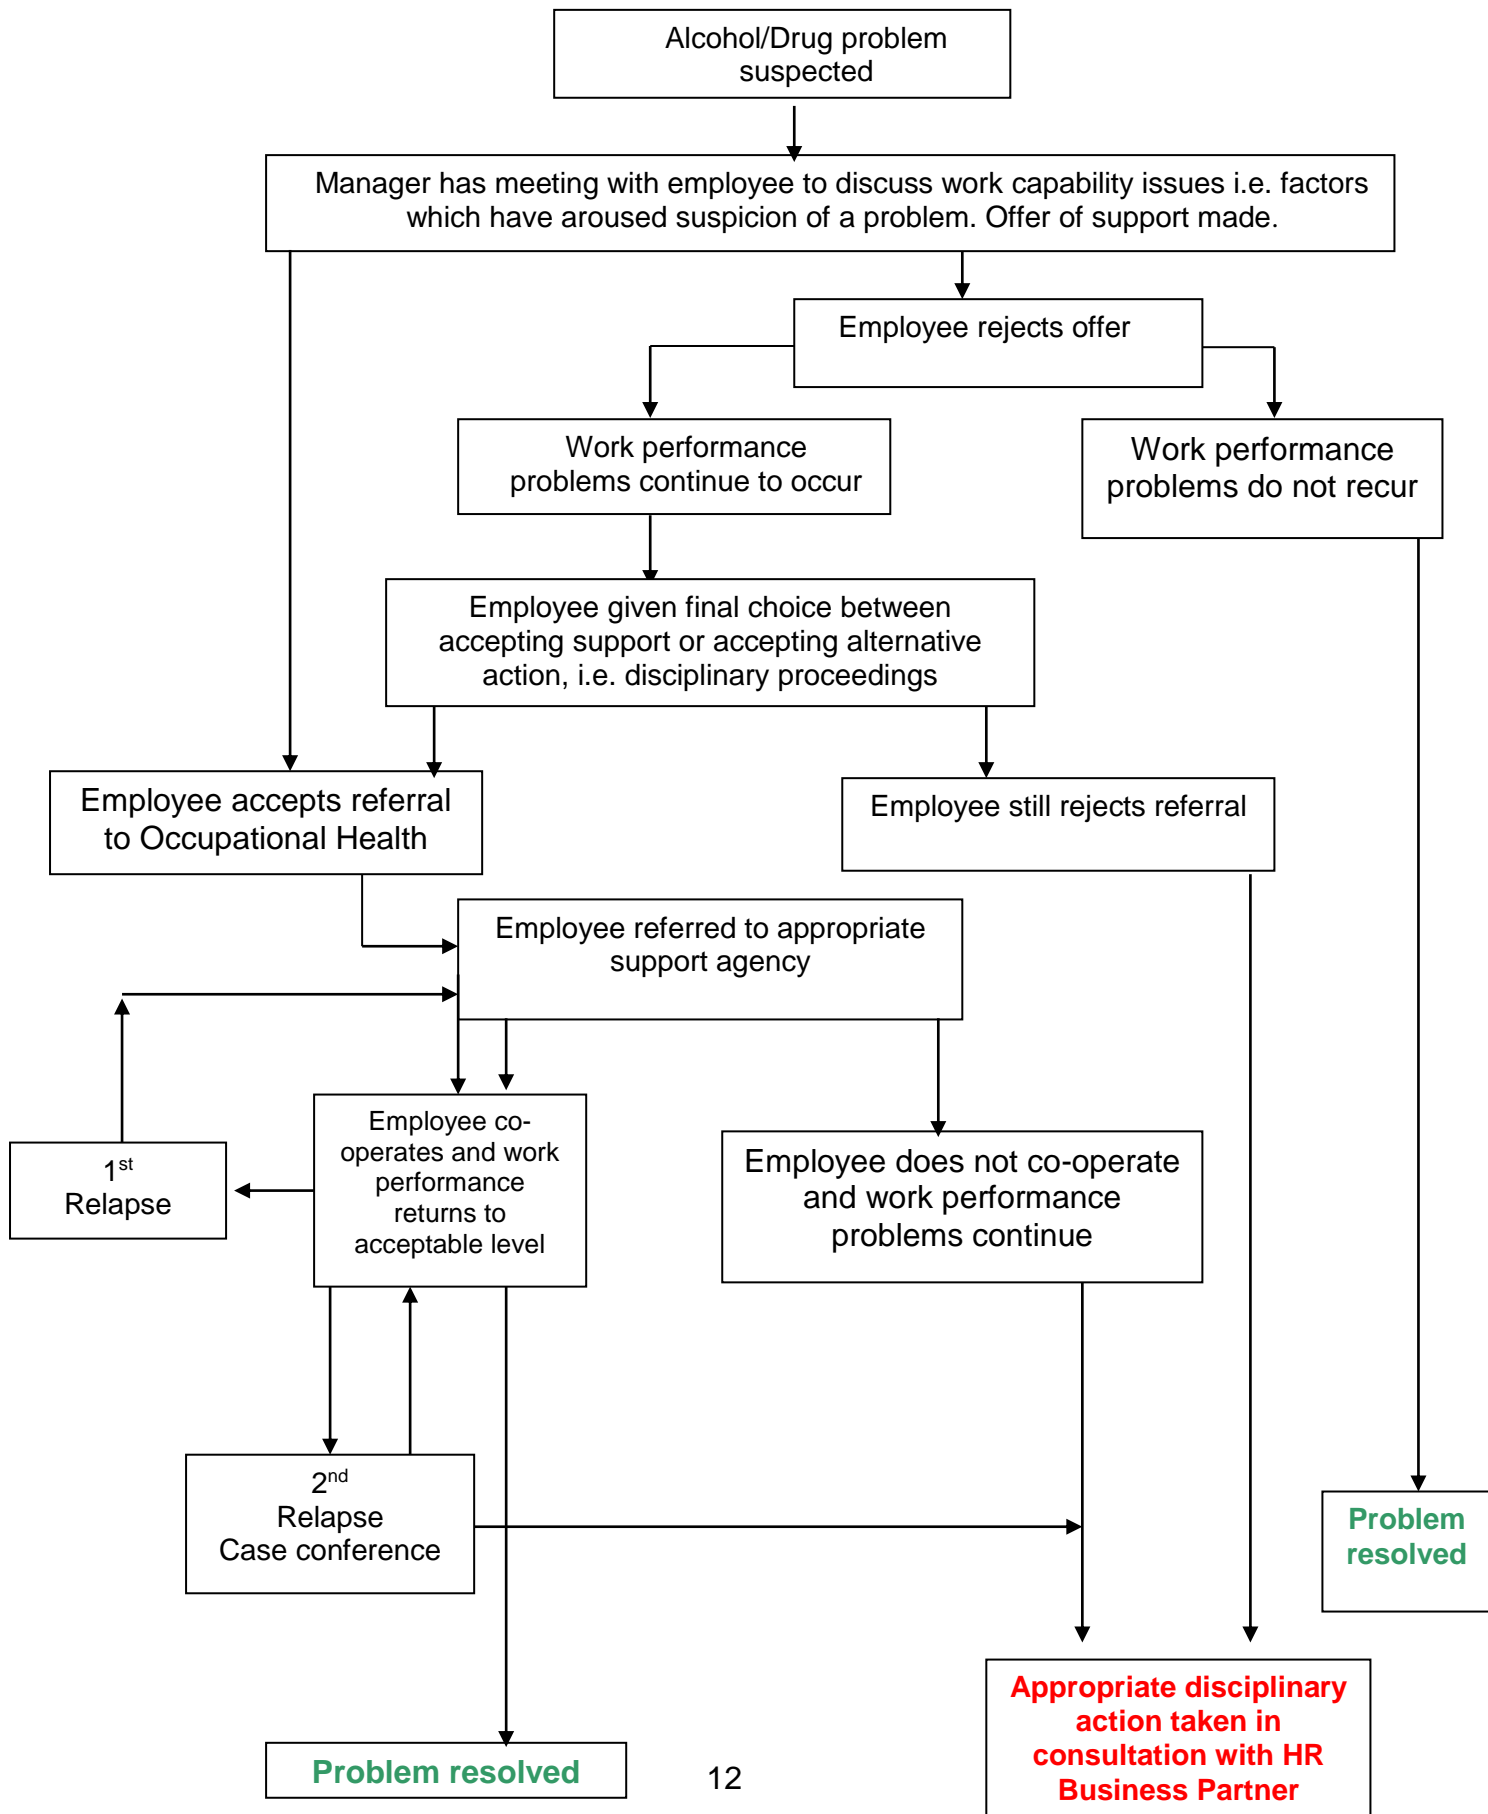 Alcohol/Drug problem
suspected
Manager has meeting with employee to discuss work capability issues i.e. factors
which have aroused suspicion of a problem. Offer of support made.
Employee rejects offer
Work performance
problems continue to occur
Work performance
problems do not recur
Employee given final choice between
accepting support or accepting alternative
action, i.e. disciplinary proceedings
Employee accepts referral
to Occupational Health
Employee still rejects referral
Employee referred to appropriate
support agency
Employee co-
operates and work
performance
returns to
acceptable level
1st
Relapse
Employee does not co-operate
and work performance
problems continue
2nd
Relapse
Case conference
Problem
resolved
Appropriate disciplinary
action taken in
consultation with HR
Business Partner
Problem resolved
12